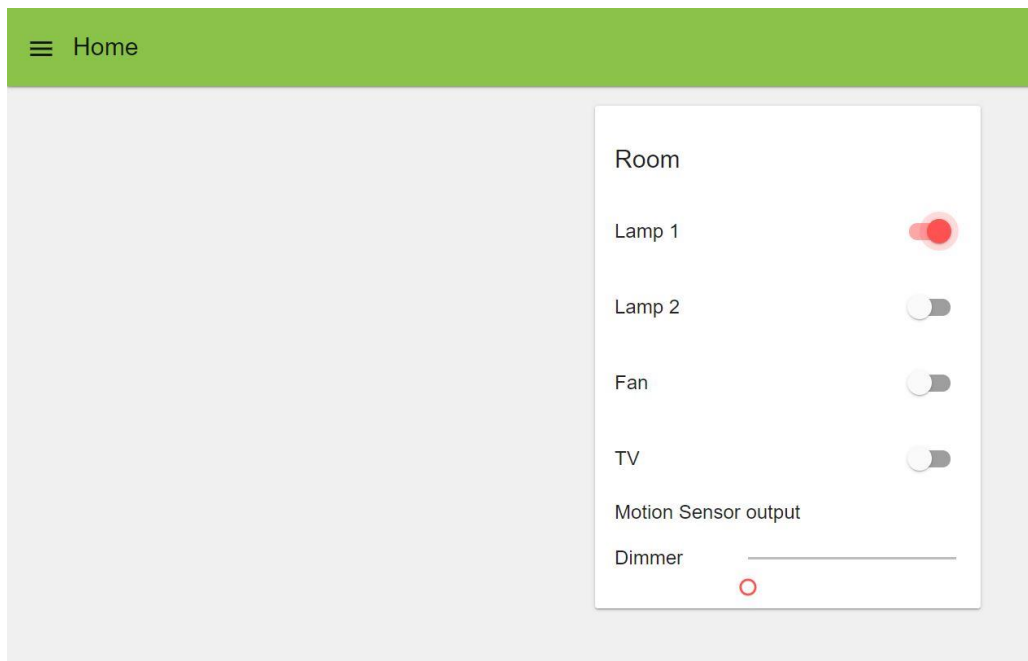 Home
Room
Lamp 1
Lamp 2
Fan
TV
Motion Sensor output
Dimmer